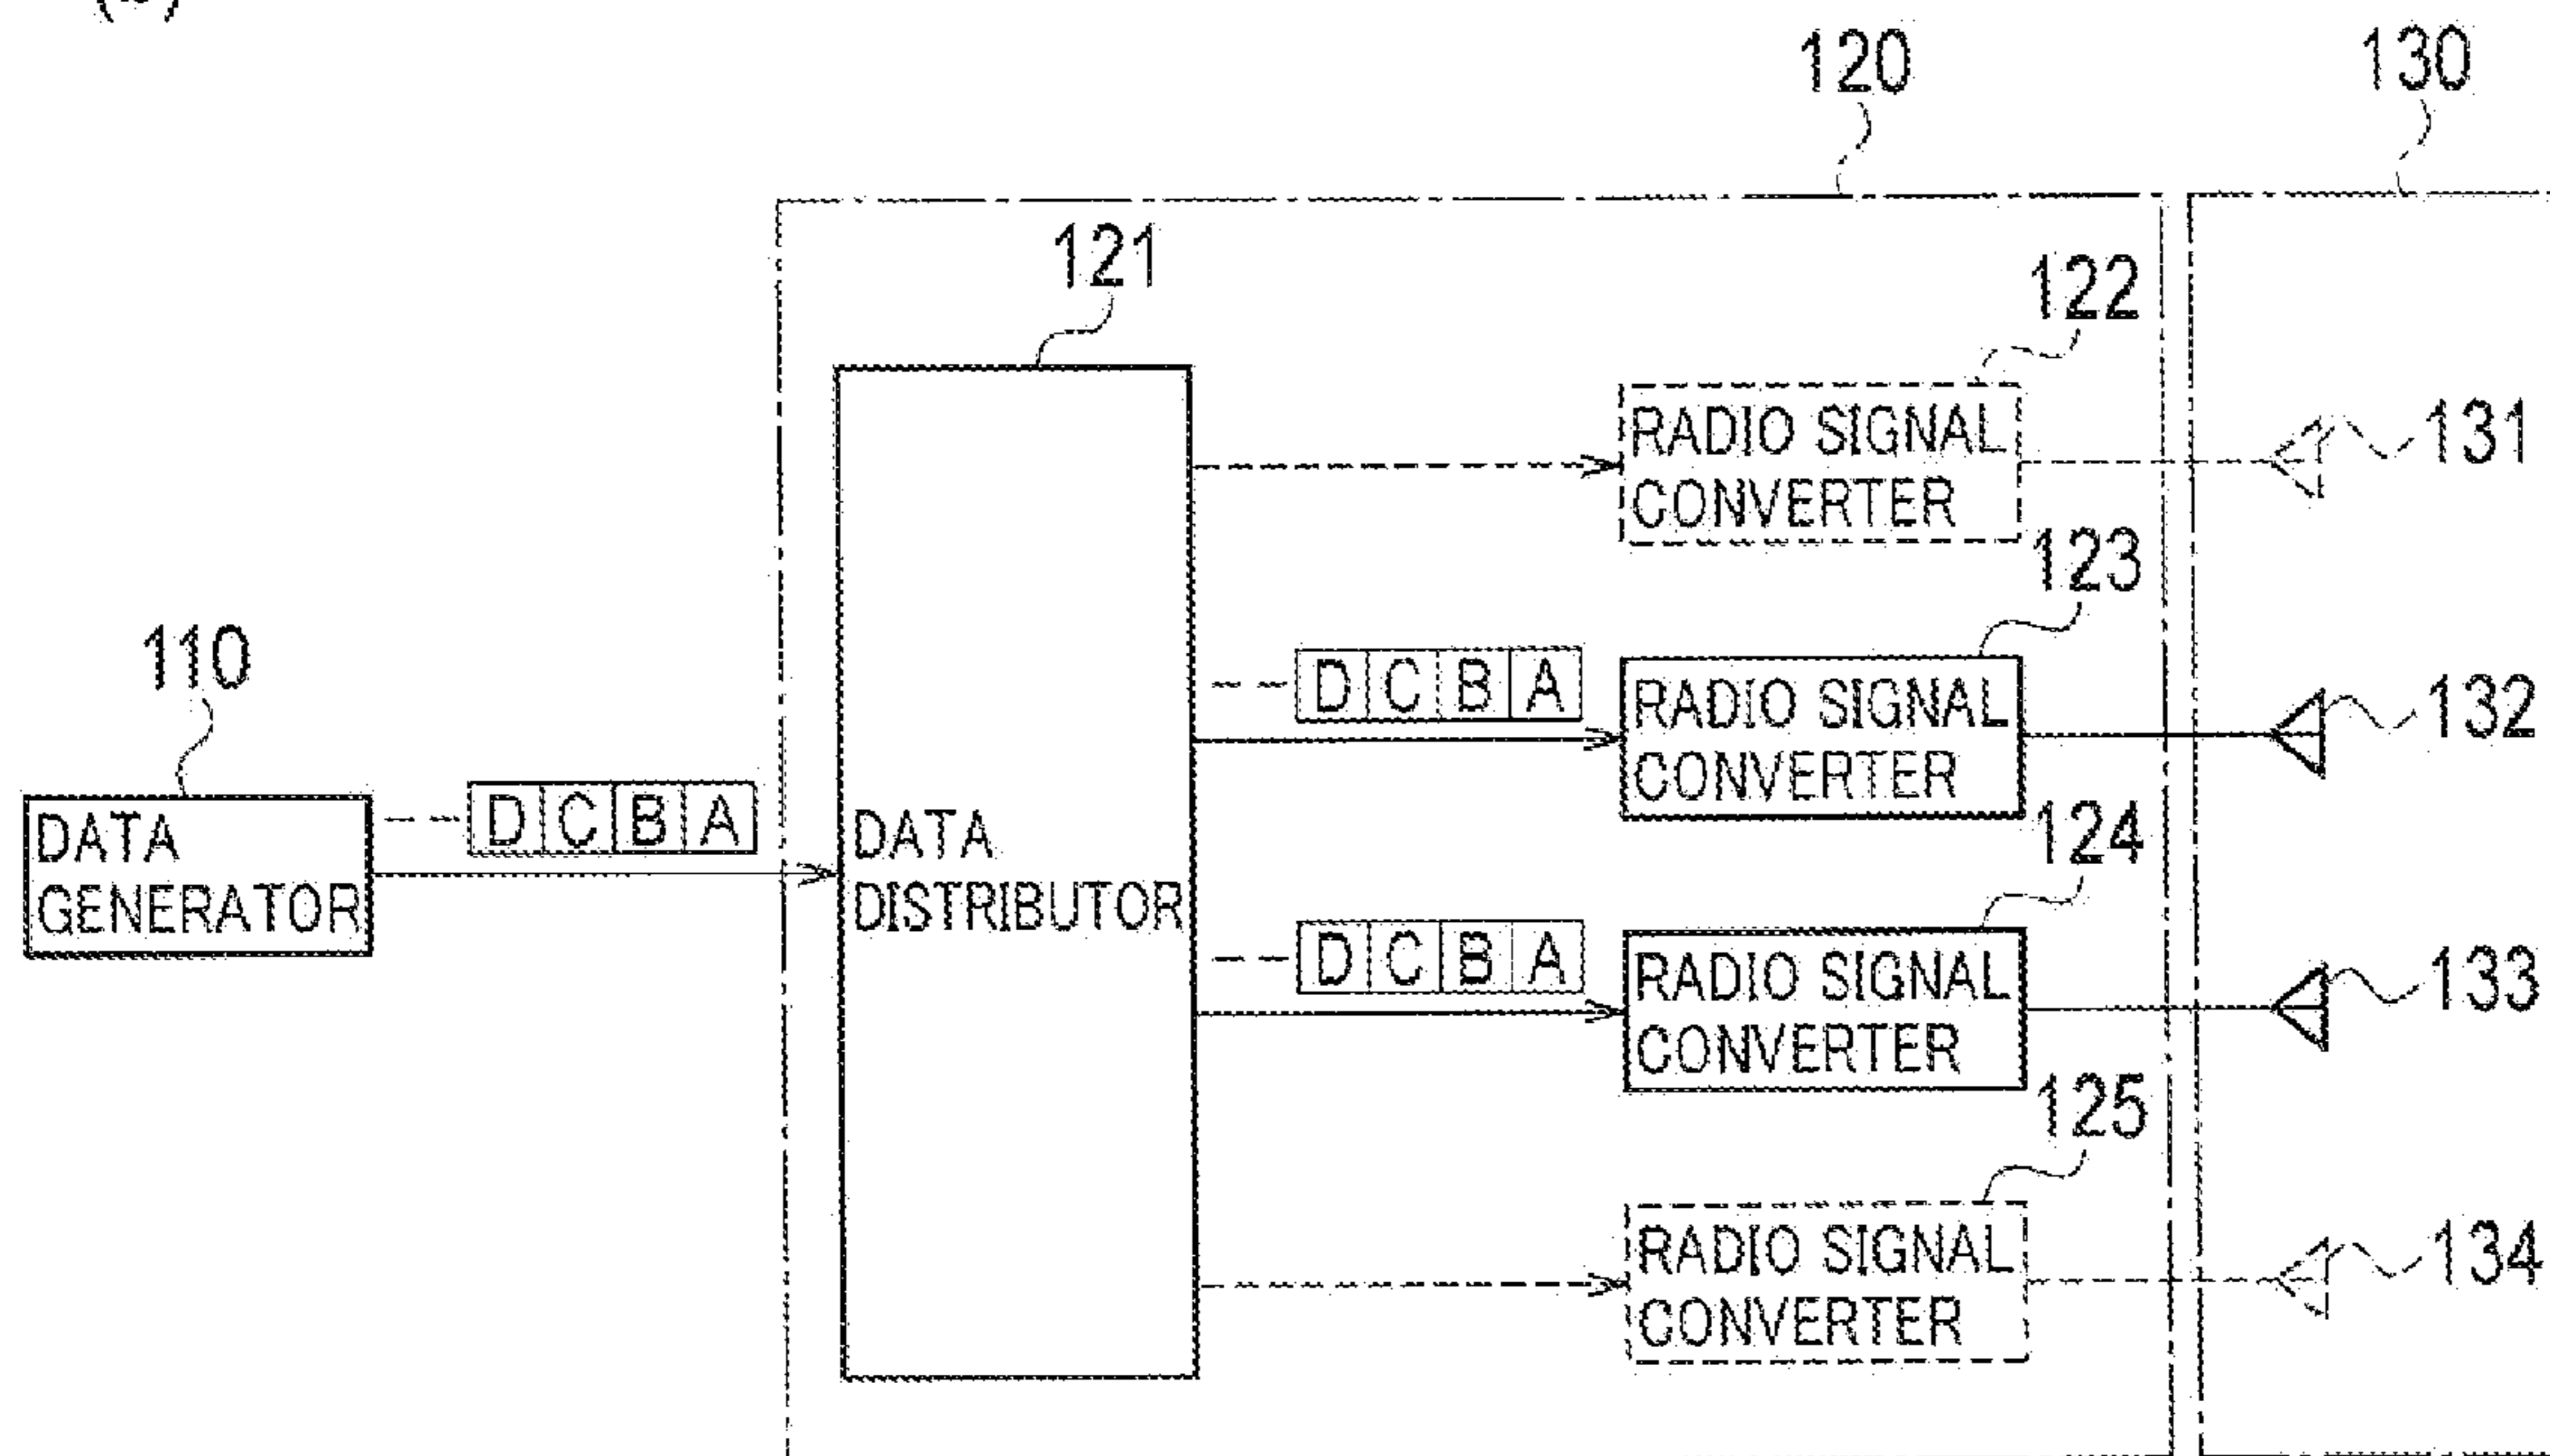 120
130
121
122
RADIO SIGNAL
CONVERTER
131
123
110
D C B A
RADIO SIGNAL
CONVERTER
132
D C B A
DATA
GENERATOR
DATA
DISTRIBUTOR
124
D C B A
RADIO SIGNAL
CONVERTER
133
125
RADIO SIGNAL
CONVERTER
134